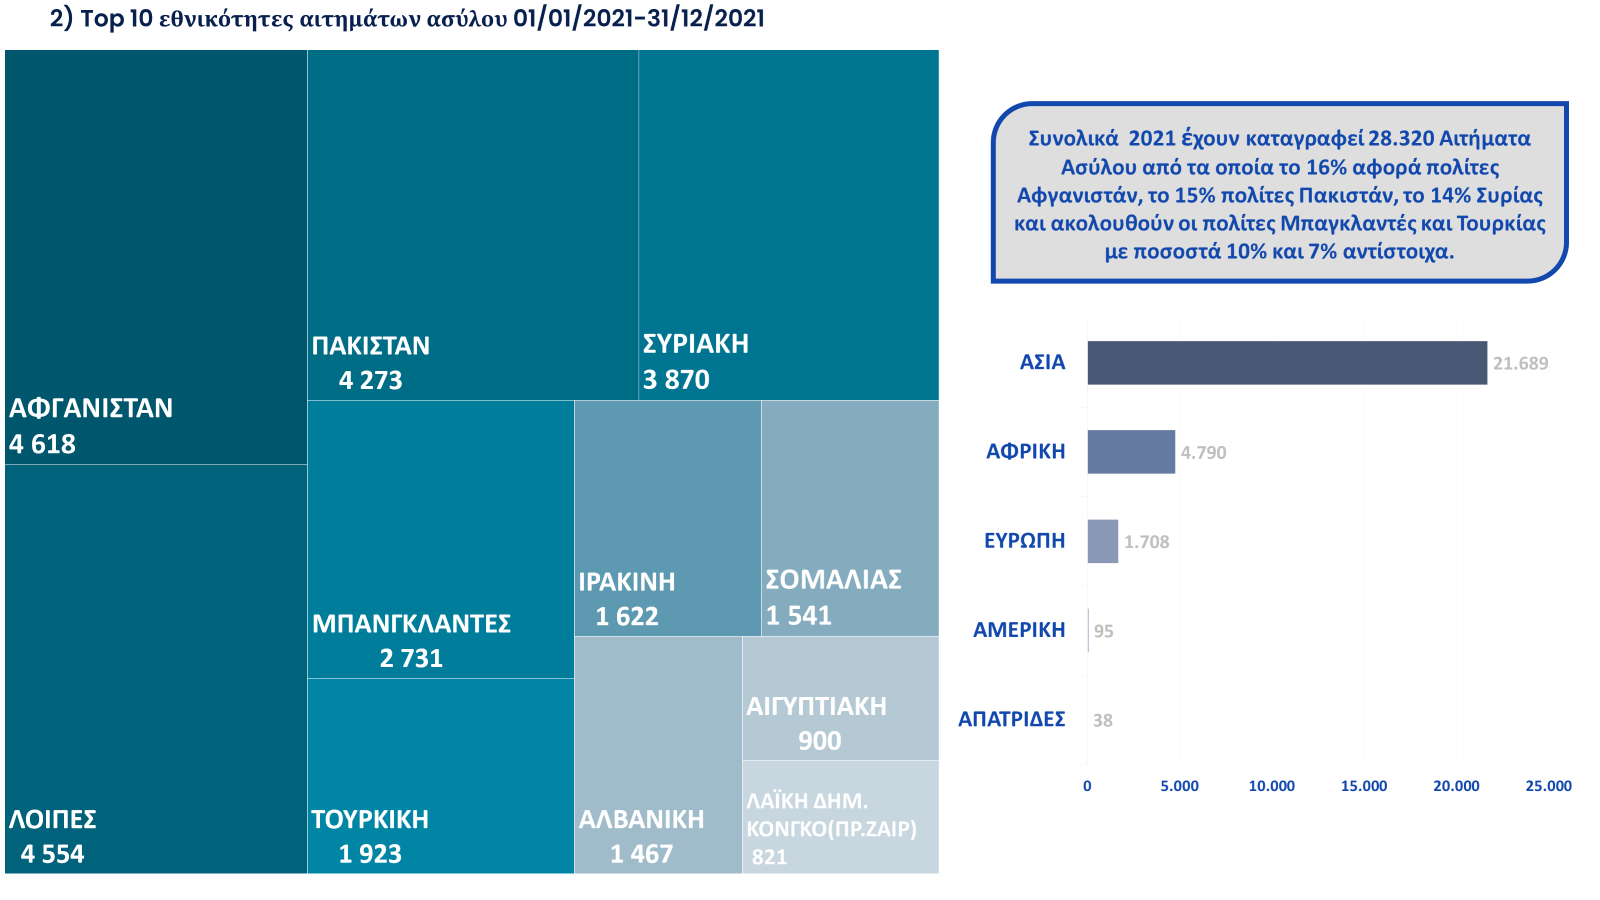 2) Top 10 εθνικότητες αιτημάτων ασύλου 01/01/2021-31/12/2021
ΑΦΓΑΝΙΣΤΑΝ
4 618
ΛΟΙΠΕΣ
4 554
ΠΑΚΙΣΤΑΝ
4 273
ΣΥΡΙΑΚΗ
3 870
ΜΠΑΝΓΚΛΑΝΤΕΣ
2 731
ΤΟΥΡΚΙΚΗ
1 923
ΙΡΑΚΙΝΗ
1 622
ΣΟΜΑΛΙΑΣ
1 541
ΑΛΒΑΝΙΚΗ
1 467
ΑΙΓΥΠΤΙΑΚΗ
900
ΛΑΪΚΗ ΔΗΜ.
ΚΟΝΓΚΟ(ΠΡ.ΖΑΙΡ)
821
Συνολικά 2021 έχουν καταγραφεί 28.320 Αιτήματα
Ασύλου από τα οποία το 16% αφορά πολίτες
Αφγανιστάν, το 15% πολίτες Πακιστάν, το 14% Συρίας
και ακολουθούν οι πολίτες Μπαγκλαντές και Τουρκίας
με ποσοστά 10% και 7% αντίστοιχα.
ΑΣΙΑ 21.689
ΑΦΡΙΚΗ 4.790
ΕΥΡΩΠΗ 1.708
ΑΜΕΡΙΚΗ 95
ΑΠΑΤΡΙΔΕΣ 38
0 5.000 10.000 15.000 20.000 25.000